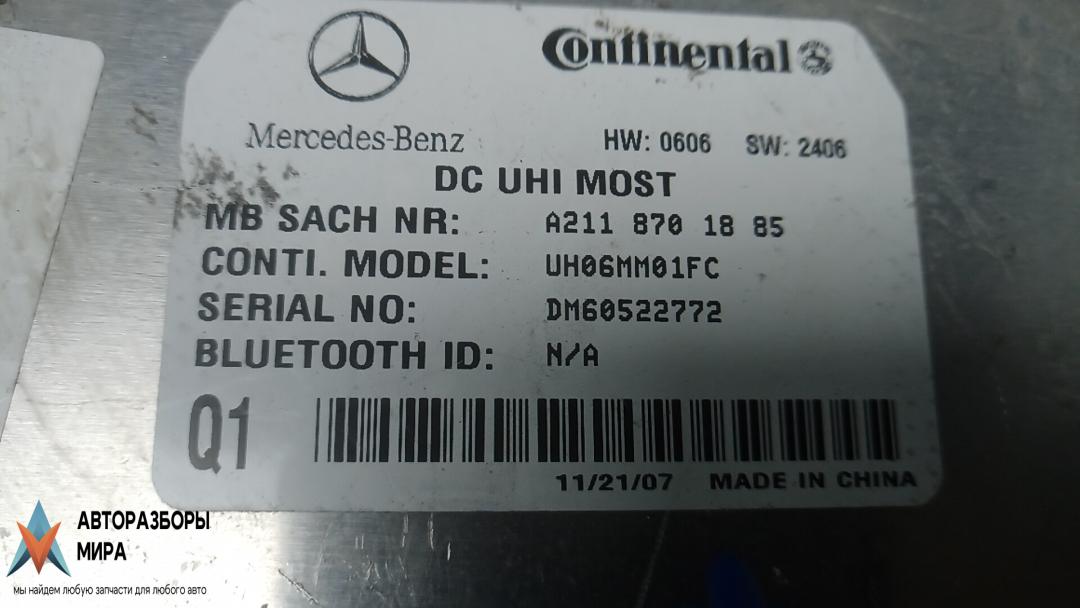 Continental
Mercedes-Benz
HW: 0606 SW: 2406
DC UHI MOST
MB SACH NR: A211 870 18 85
CONTI. MODEL: UH06MM01FC
SERIAL NO: DM60522772
BLUETOOTH ID: N/A
Q1
11/21/07 MADE IN CHINA
АВТОРАЗБОРЫ
МИРА
мы найдем любую запчасти для любого авто